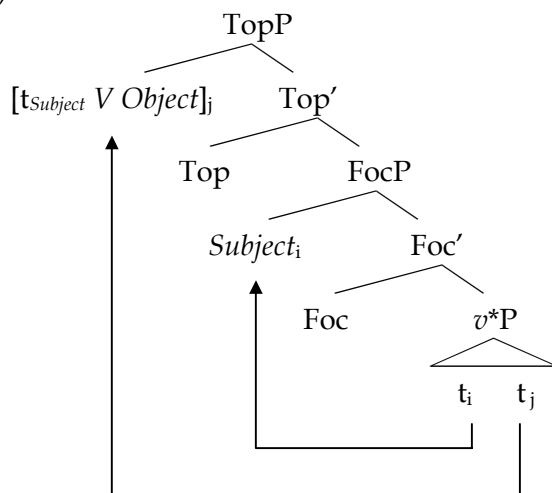 )
TopP
[tSubject V Object]j Top’
Top FocP
Subjecti Foc’
Foc v*P
ti tj